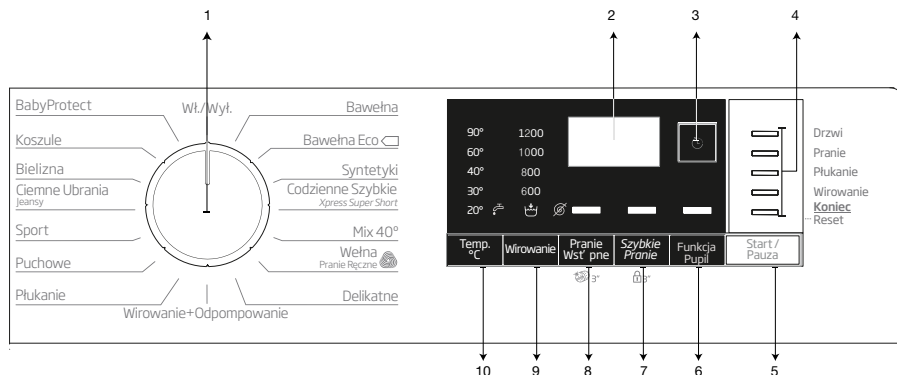 1
2
3
4
BabyProtect
Wł./Wył.
Bawełna
Koszule
Bawełna Eco
Bielizna
Syntetyki
Ciemne Ubrania
Jeansy
Codzienne Szybkie
Xpress Super Short
Sport
Mix 40°
Puchowe
Wełna
Pranie Ręczne
Płukanie
Delikatne
Wirowanie+Odpompowanie
90° 1200
60° 1000
40° 800
30° 600
20°
Drzwi
Pranie
Płukanie
Wirowanie
Koniec
Reset
Temp.
°C
Wirowanie
Pranie
Wst' pne
Szybkie
Pranie
Funkcja
Pupil
Start /
Pauza
3"
3"
10
9
8
7
6
5